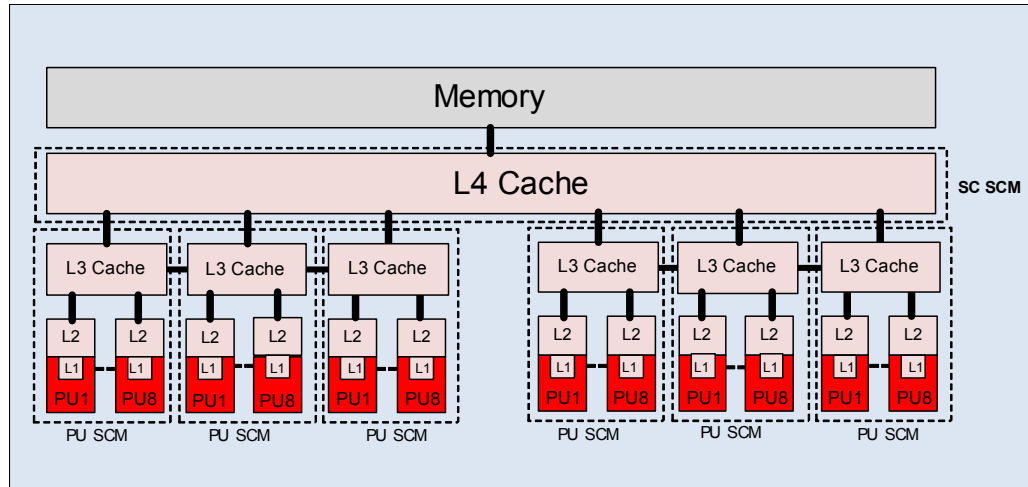 Memory
L4 Cache
SC SCM
L3 Cache L3 Cache L3 Cache L3 Cache L3 Cache L3 Cache
L2 L2 L2 L2 L2 L2 L2 L2 L2 L2 L2 L2
L1 L1 L1 L1 L1 L1 L1 L1 L1 L1 L1 L1
PU1 PU8 PU1 PU8 PU1 PU8 PU1 PU8 PU1 PU8 PU1 PU8
PU SCM PU SCM PU SCM PU SCM PU SCM PU SCM